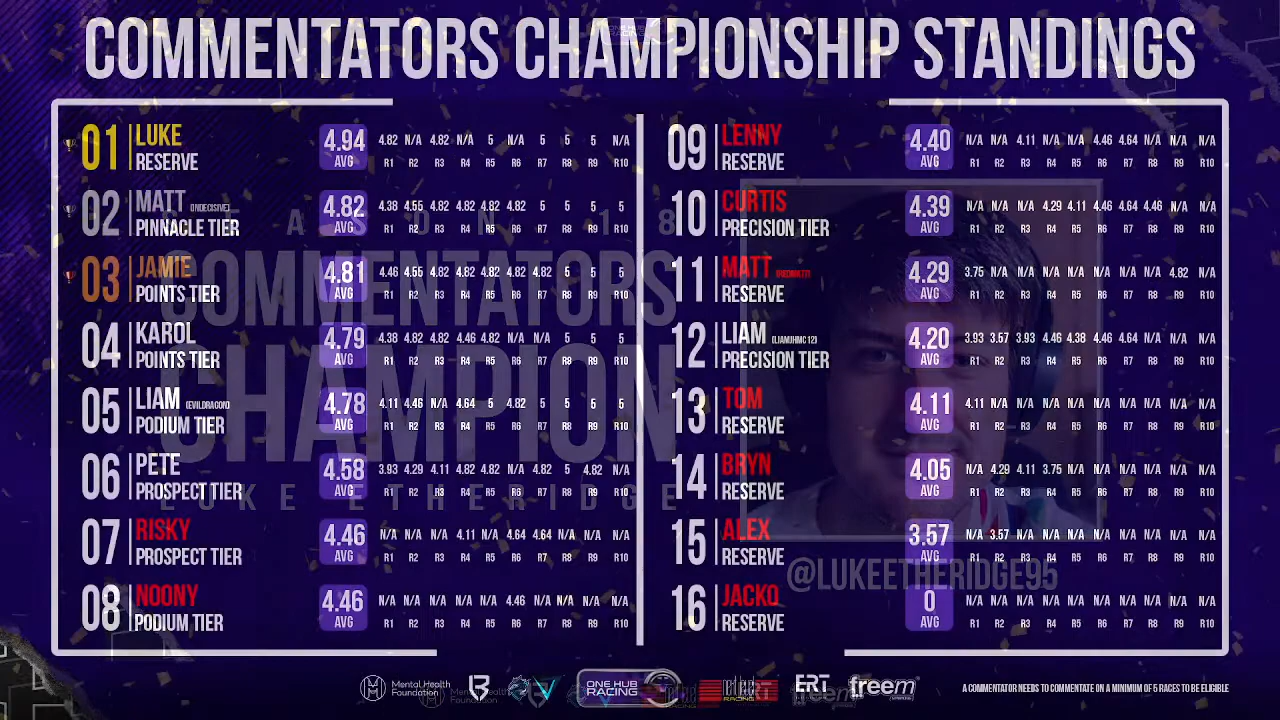 COMMENTATORS CHAMPIONSHIP STANDINGS
01 LUKE RESERVE 4.94 AVG
4.82 N/A 4.82 N/A 5 N/A 5 5 5 N/A
R1 R2 R3 R4 R5 R6 R7 R8 R9 R10
02 MATT (INDECISIVE) PINNACLE TIER 4.82 AVG
4.38 4.55 4.82 4.82 4.82 4.82 5 5 5 5
R1 R2 R3 R4 R5 R6 R7 R8 R9 R10
03 JAMIE POINTS TIER 4.81 AVG
4.46 4.55 4.82 4.82 4.82 4.82 4.82 5 5 5
R1 R2 R3 R4 R5 R6 R7 R8 R9 R10
04 KAROL POINTS TIER 4.79 AVG
4.38 4.82 4.82 4.46 4.82 N/A N/A 5 5 5
R1 R2 R3 R4 R5 R6 R7 R8 R9 R10
05 LIAM (EVILDRAGON) PODIUM TIER 4.78 AVG
4.11 4.46 N/A 4.64 5 4.82 5 5 5 5
R1 R2 R3 R4 R5 R6 R7 R8 R9 R10
06 PETE PROSPECT TIER 4.58 AVG
3.93 4.29 4.11 4.82 4.82 N/A 4.82 5 4.82 N/A
R1 R2 R3 R4 R5 R6 R7 R8 R9 R10
07 RISKY PROSPECT TIER 4.46 AVG
N/A N/A N/A 4.11 N/A 4.64 4.64 N/A N/A N/A
R1 R2 R3 R4 R5 R6 R7 R8 R9 R10
08 NOONY PODIUM TIER 4.46 AVG
N/A N/A N/A N/A N/A 4.46 N/A N/A N/A N/A
R1 R2 R3 R4 R5 R6 R7 R8 R9 R10
09 LENNY RESERVE 4.40 AVG
N/A N/A 4.11 N/A N/A 4.46 4.64 N/A N/A N/A
R1 R2 R3 R4 R5 R6 R7 R8 R9 R10
10 CURTIS PRECISION TIER 4.39 AVG
N/A N/A N/A 4.29 4.11 4.46 4.64 4.46 N/A N/A
R1 R2 R3 R4 R5 R6 R7 R8 R9 R10
11 MATT RESERVE 4.29 AVG
3.75 N/A N/A N/A N/A N/A N/A N/A 4.82 N/A
R1 R2 R3 R4 R5 R6 R7 R8 R9 R10
12 LIAM (LIAMJHMC12) PRECISION TIER 4.20 AVG
3.93 3.57 3.93 4.46 4.38 4.46 4.64 N/A N/A N/A
R1 R2 R3 R4 R5 R6 R7 R8 R9 R10
13 TOM RESERVE 4.11 AVG
4.11 N/A N/A N/A N/A N/A N/A N/A N/A N/A
R1 R2 R3 R4 R5 R6 R7 R8 R9 R10
14 BRYN RESERVE 4.05 AVG
N/A 4.29 4.11 3.75 N/A N/A N/A N/A N/A N/A
R1 R2 R3 R4 R5 R6 R7 R8 R9 R10
15 ALEX RESERVE 3.57 AVG
N/A 3.57 N/A N/A N/A N/A N/A N/A N/A N/A
R1 R2 R3 R4 R5 R6 R7 R8 R9 R10
16 JACKO RESERVE 0 AVG
N/A N/A N/A N/A N/A N/A N/A N/A N/A N/A
R1 R2 R3 R4 R5 R6 R7 R8 R9 R10
SEASON 18
COMMENTATORS
CHAMPION
LUKE ETHERIDGE
@LUKEETHERIDGE95
Mental Health Foundation
ONE HUB RACING
ERT
freem
A COMMENTATOR NEEDS TO COMMENTATE ON A MINIMUM OF 5 RACES TO BE ELIGIBLE